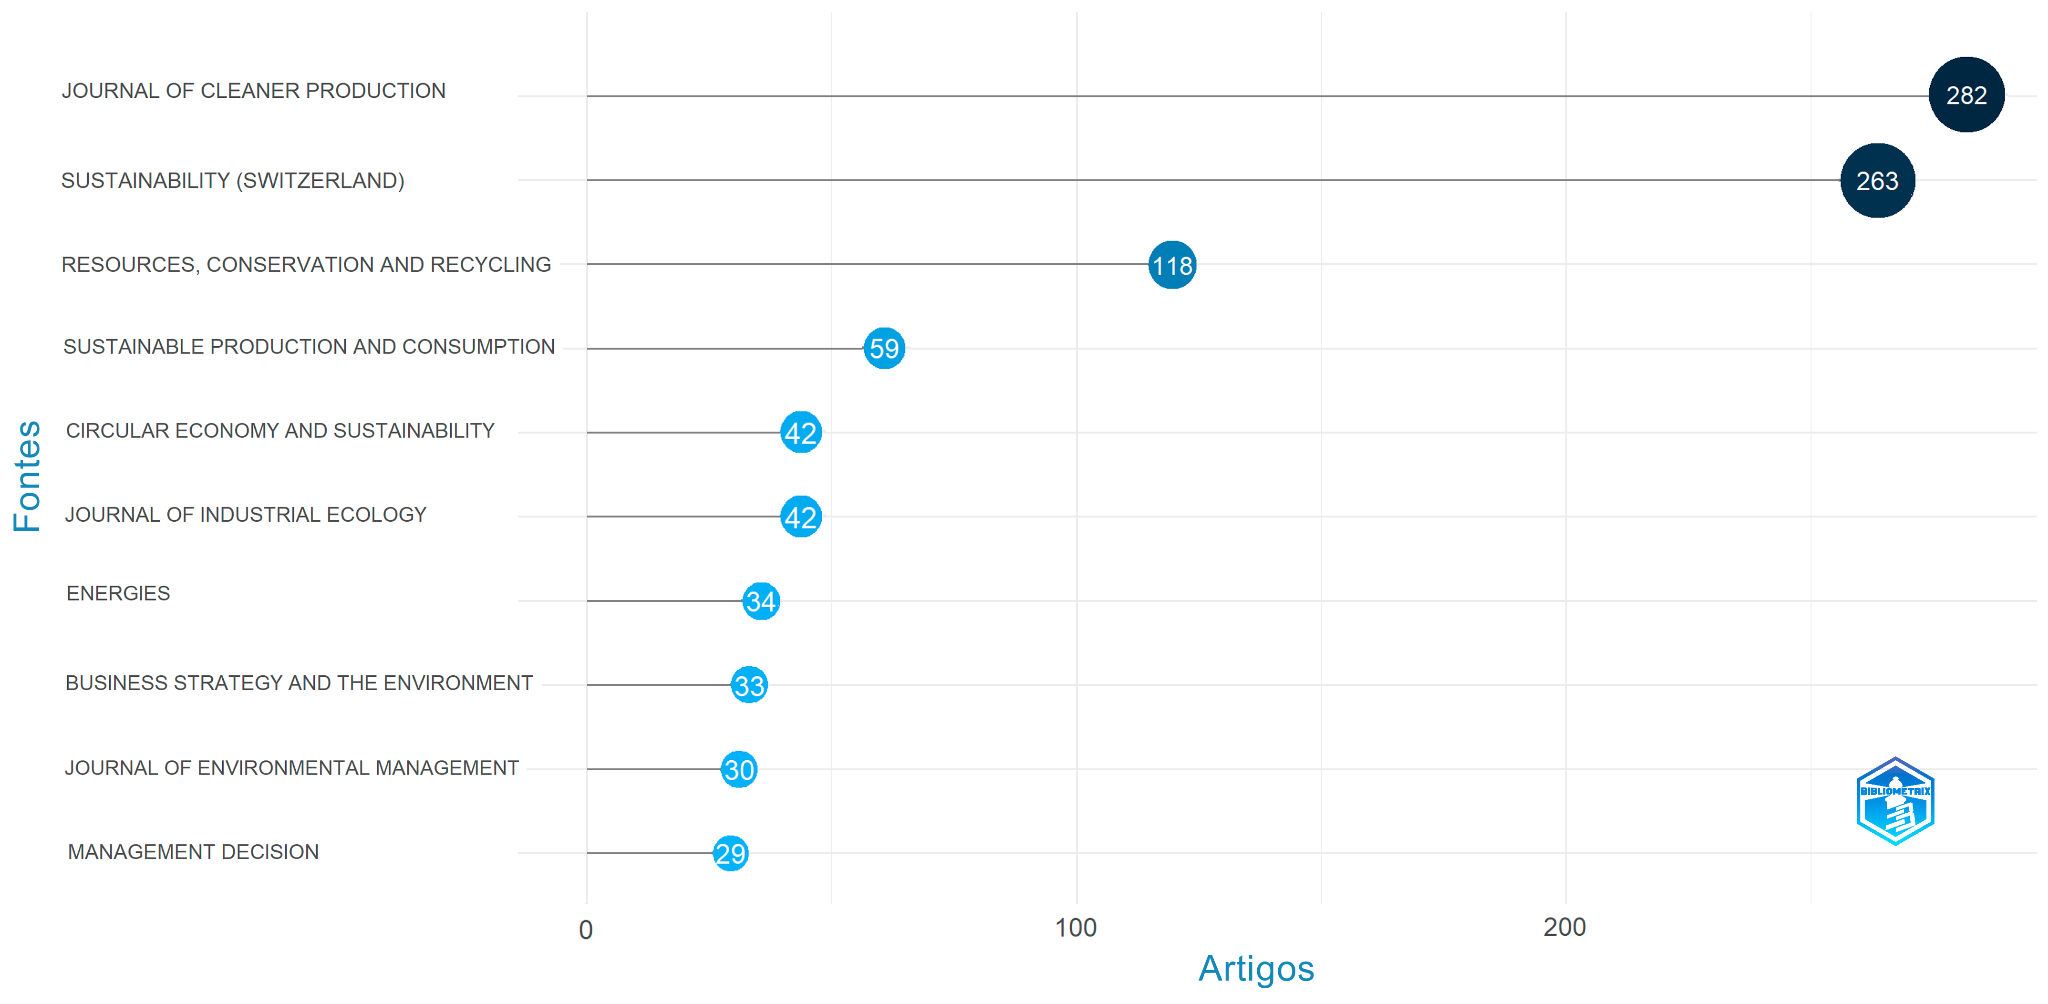 JOURNAL OF CLEANER PRODUCTION 282
SUSTAINABILITY (SWITZERLAND) 263
RESOURCES, CONSERVATION AND RECYCLING 118
SUSTAINABLE PRODUCTION AND CONSUMPTION 59
CIRCULAR ECONOMY AND SUSTAINABILITY 42
Fontes
JOURNAL OF INDUSTRIAL ECOLOGY 42
ENERGIES 34
BUSINESS STRATEGY AND THE ENVIRONMENT 33
JOURNAL OF ENVIRONMENTAL MANAGEMENT 30
BIBLIOMETRIX
MANAGEMENT DECISION 29
0 100 200
Artigos